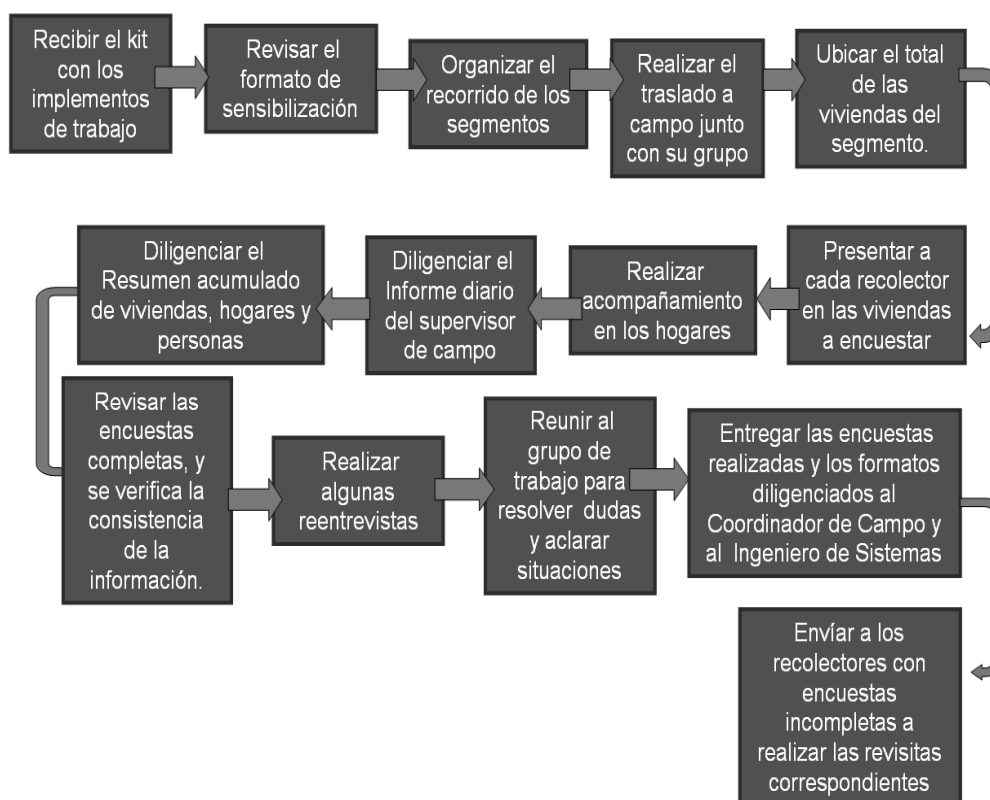 Recibir el kit
con los
implementos
de trabajo
Revisar el
formato de
sensibilización
Organizar el
recorrido de los
segmentos
Realizar el
traslado a
campo junto
con su grupo
Ubicar el total
de las
viviendas del
segmento.
Presentar a
cada recolector
en las viviendas
a encuestar
Realizar
acompañamiento
en los hogares
Diligenciar el
Informe diario
del supervisor
de campo
Diligenciar el
Resumen acumulado
de viviendas, hogares y
personas
Revisar las
encuestas
completas, y
se verifica la
consistencia
de la
información.
Realizar
algunas
reentrevistas
Reunir al
grupo de
trabajo para
resolver dudas
y aclarar
situaciones
Entregar las encuestas
realizadas y los formatos
diligenciados al
Coordinador de Campo y
al Ingeniero de Sistemas
Envíar a los
recolectores con
encuestas
incompletas a
realizar las revisitas
correspondientes